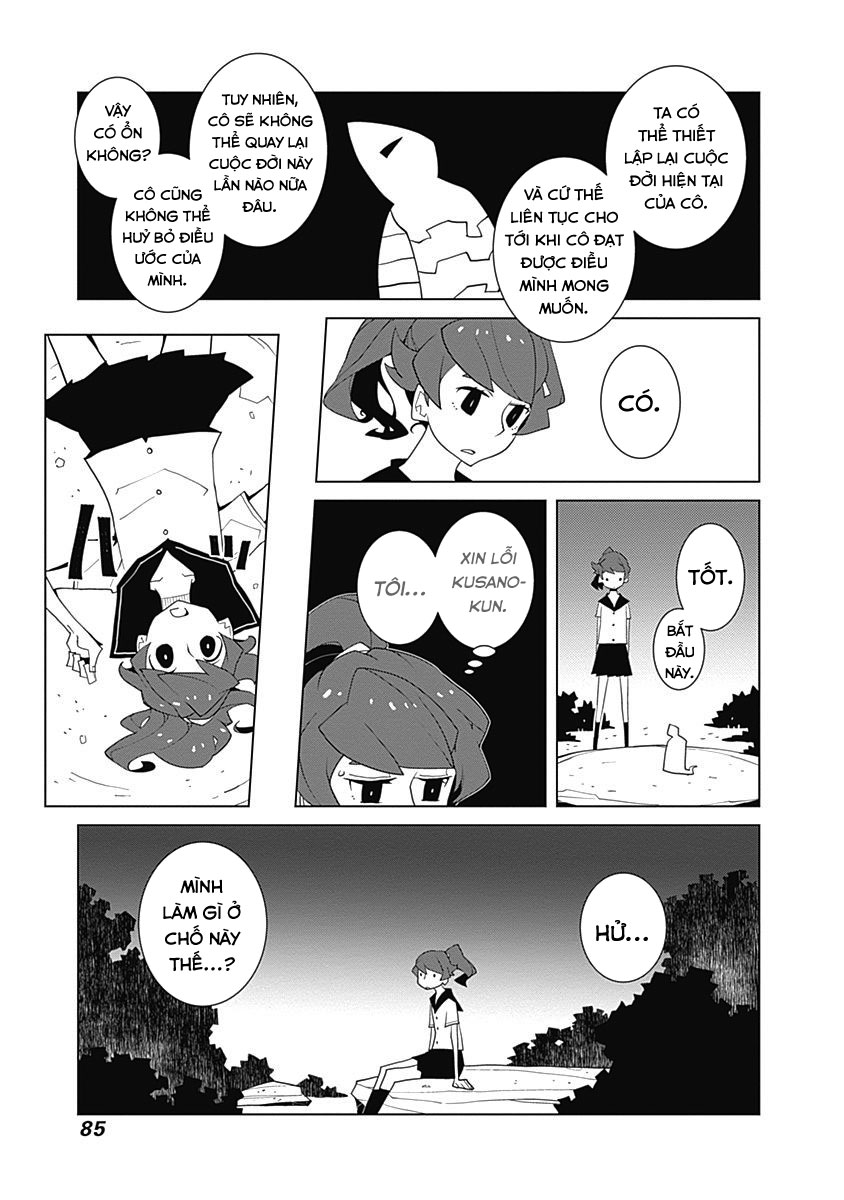 TA CÓ
THỂ THIẾT
LẬP LẠI CUỘC
ĐỜI HIỆN TẠI
CỦA CÔ.
VÀ CỨ THẾ
LIÊN TỤC CHO
TỚI KHI CÔ ĐẠT
ĐƯỢC ĐIỀU
MÌNH MONG
MUỐN.
TUY NHIÊN,
CÔ SẼ KHÔNG
THỂ QUAY LẠI
CUỘC ĐỜI NÀY
LẦN NÀO NỮA
ĐÂU.
CÔ CŨNG
KHÔNG THỂ
HUỶ BỎ ĐIỀU
ƯỚC CỦA
MÌNH.
VẬY
CÓ ỔN
KHÔNG?
CÓ.
TỐT.
BẮT
ĐẦU
NÀY.
XIN LỖI
KUSANO-
KUN.
TÔI...
HỬ...
MÌNH
LÀM GÌ Ở
CHỖ NÀY
THẾ...?
85